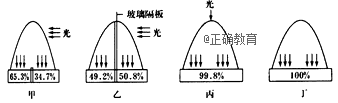 玻璃隔板
光
光
光
@正确教育
65.3% 34.7%
49.2% 50.8%
99.8%
100%
甲
乙
丙
丁